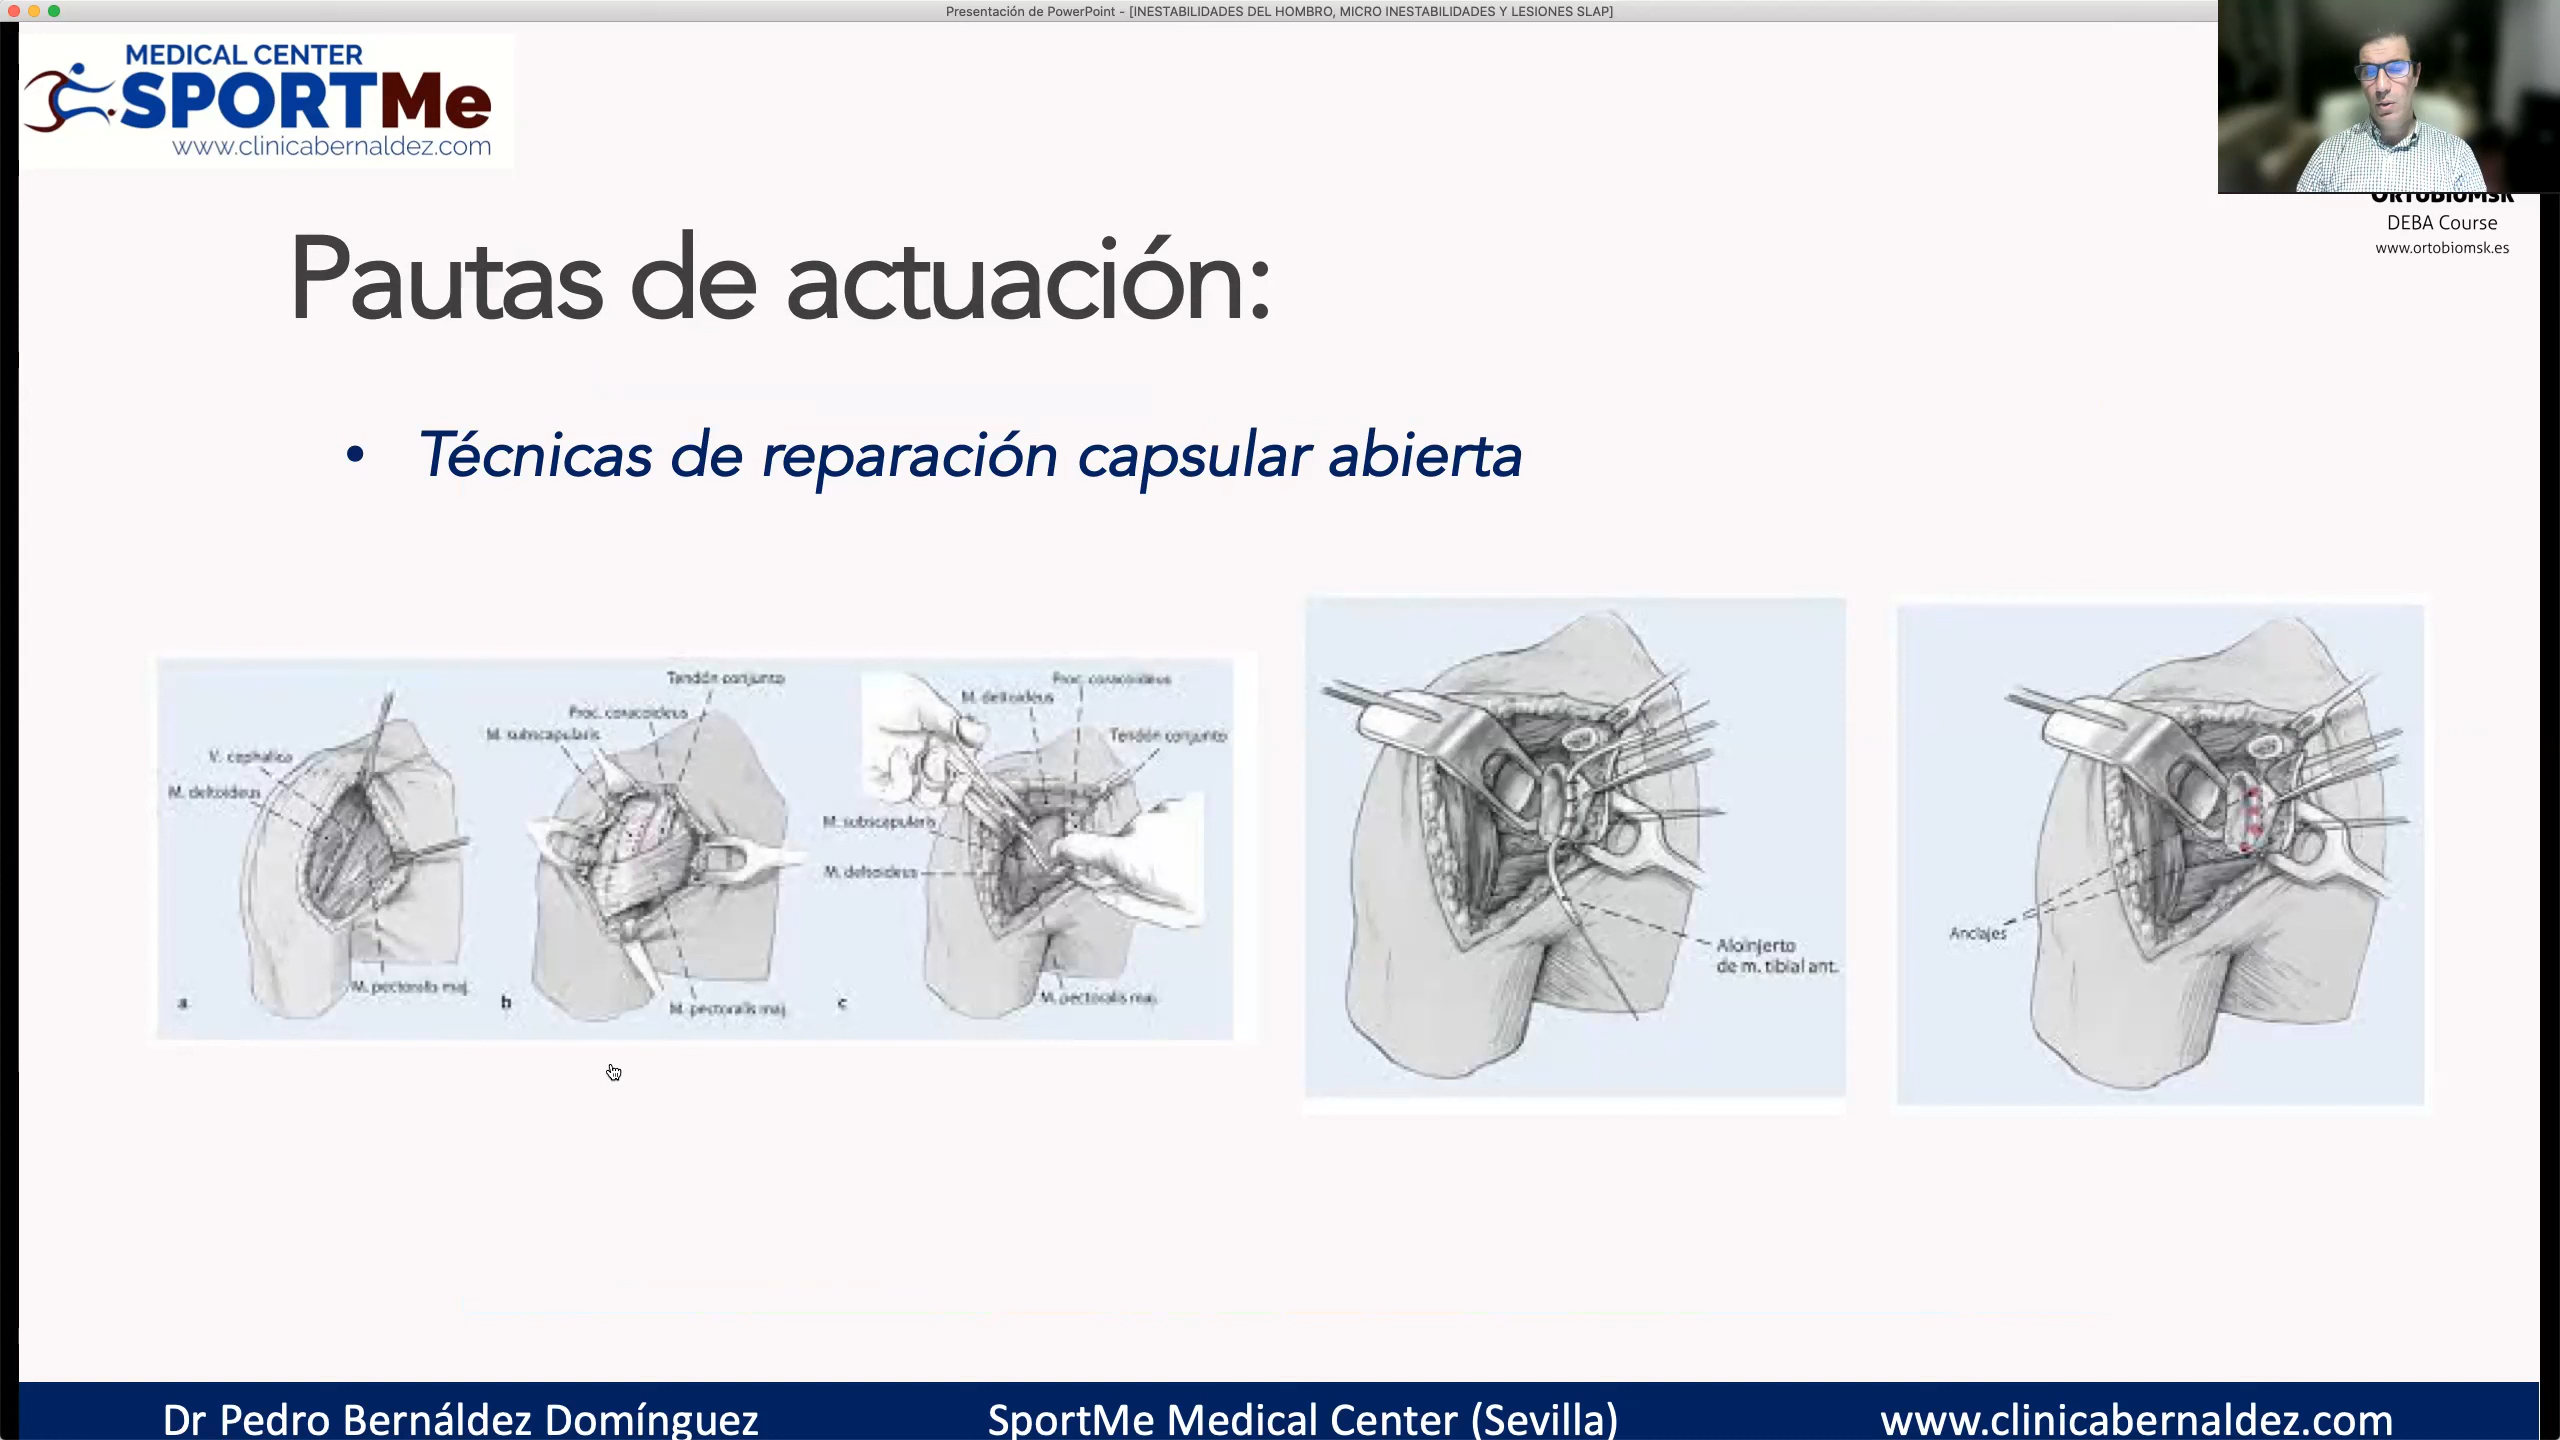 Presentación de PowerPoint - [INESTABILIDADES DEL HOMBRO, MICRO INESTABILIDADES Y LESIONES SLAP]
MEDICAL CENTER
SPORTMe
www.clinicabernaldez.com
ORTOBIOMSK
DEBA Course
www.ortobiomsk.es
Pautas de actuación:
• Técnicas de reparación capsular abierta
V. cephalica
M. deltoideus
M. pectoralis maj.
a
Tendón conjunto
Proc. coracoideus
M. subscapularis
M. pectoralis maj.
b
Proc. coracoideus
M. deltoideus
Tendón conjunto
M. subscapularis
M. deltoideus
M. pectoralis maj.
c
Aloinjerto
de m. tibial ant.
Anclajes
Dr Pedro Bernáldez Domínguez
SportMe Medical Center (Sevilla)
www.clinicabernaldez.com